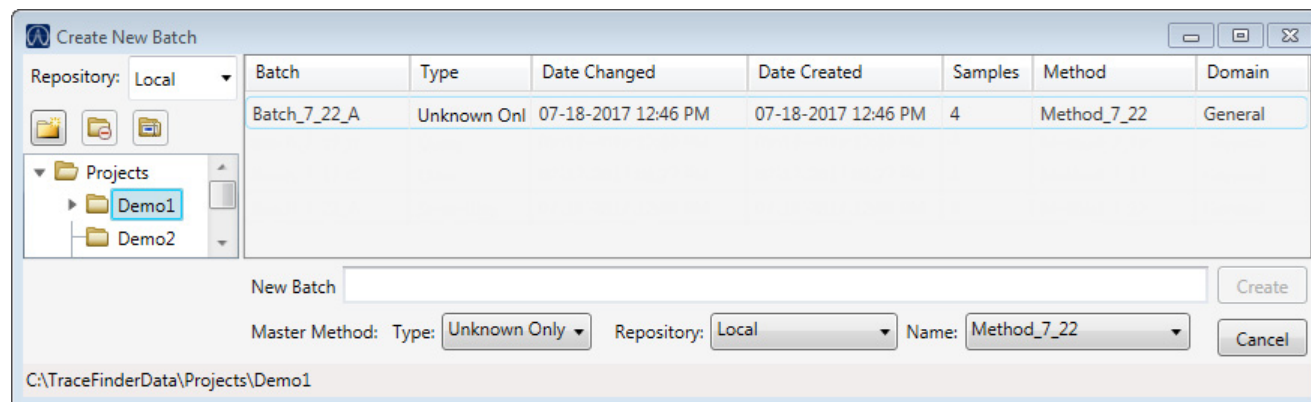 Create New Batch
Repository: Local
Batch Type Date Changed Date Created Samples Method Domain
Batch_7_22_A Unknown Onl 07-18-2017 12:46 PM 07-18-2017 12:46 PM 4 Method_7_22 General
Projects
Demo1
Demo2
New Batch
Create
Master Method: Type: Unknown Only Repository: Local Name: Method_7_22
Cancel
C:\TraceFinderData\Projects\Demo1